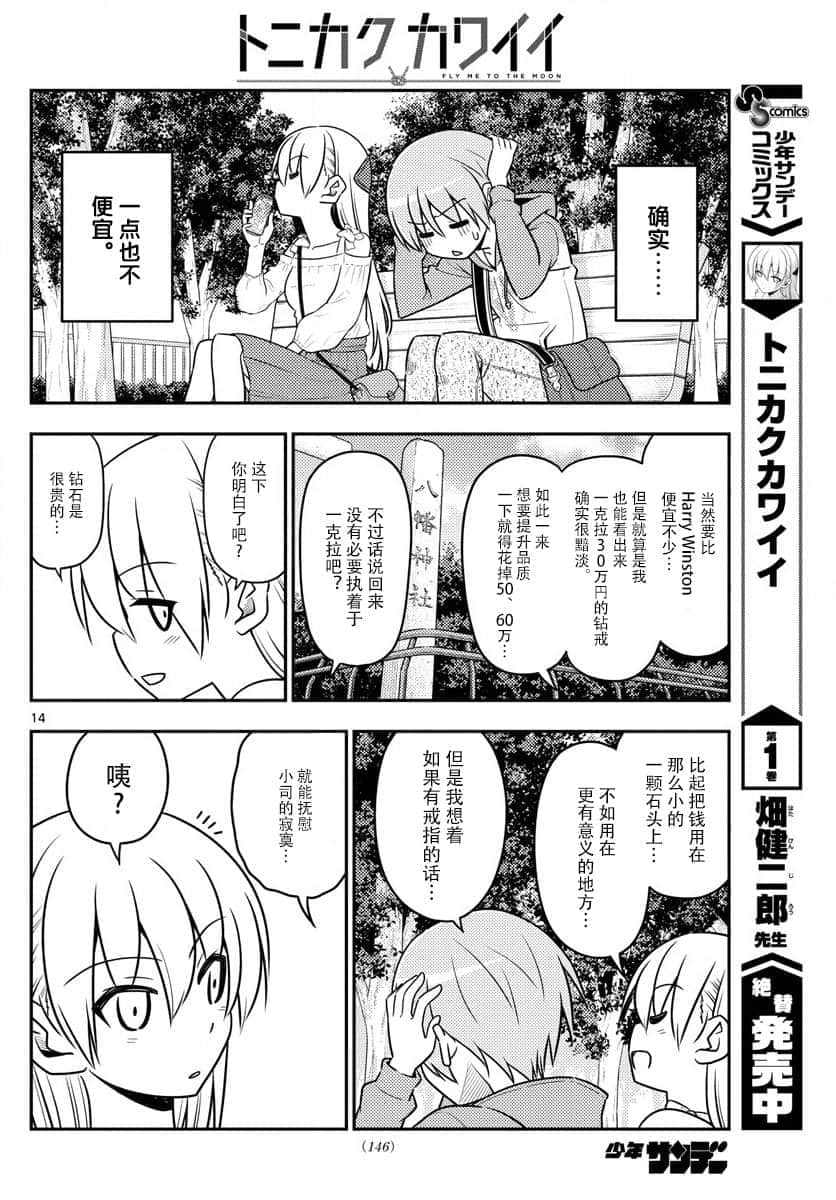 トニカクカワイイ
FLY ME TO THE MOON
确实…
一点也不
便宜。
当然要比
Harry Winston
便宜不少…
但是就算是我
也能看出来
一克拉30万円的钻戒
确实很黯淡。
如此一来
想要提升品质
一下就得花掉50、60万…
不过话说回来
没有必要执着于
一克拉吧?
八幡神社
这下
你明白了吧?
钻石是
很贵的…
14
比起把钱用在
那么小的
一颗石头上…
不如用在
更有意义的地方…
但是我想着
如果有戒指的话…
就能抚慰
小司的寂寞…
咦?
S comics
少年サンデー
コミックス
トニカクカワイイ
第1巻
畑健二郎先生
はた けん じ ろう
絶賛発売中
(146)
少年サンデー